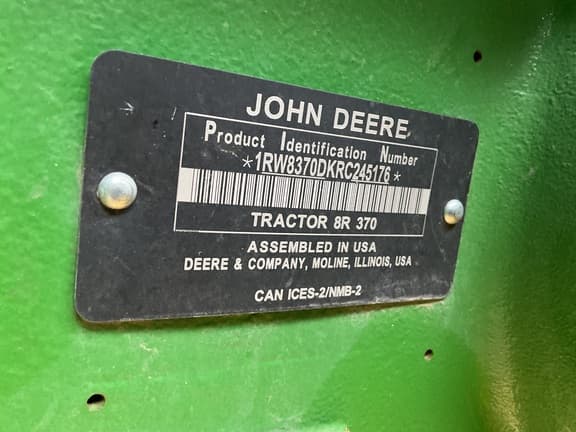 JOHN DEERE
Product Identification Number
*1RW8370DKRC245176*
TRACTOR 8R 370
ASSEMBLED IN USA
DEERE & COMPANY, MOLINE, ILLINOIS, USA
CAN ICES-2/NMB-2